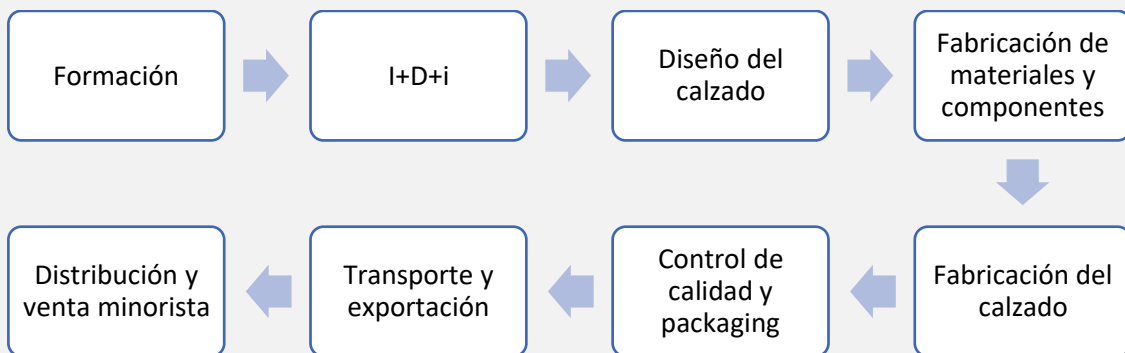 Formación
I+D+i
Diseño del
calzado
Fabricación de
materiales y
componentes
Fabricación del
calzado
Control de
calidad y
packaging
Transporte y
exportación
Distribución y
venta minorista